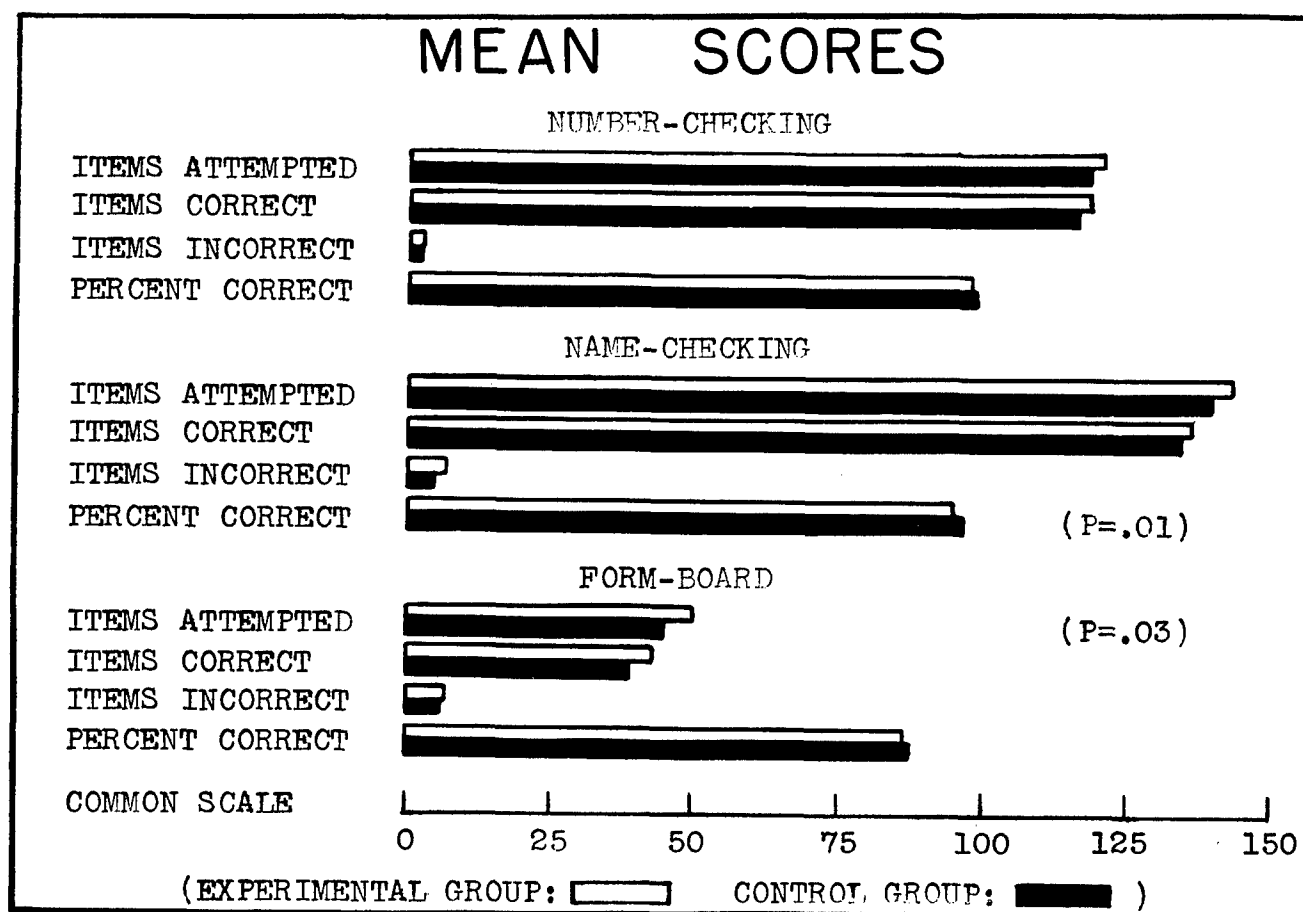 MEAN SCORES
NUMBER-CHECKING
ITEMS ATTEMPTED
ITEMS CORRECT
ITEMS INCORRECT
PERCENT CORRECT
NAME-CHECKING
ITEMS ATTEMPTED
ITEMS CORRECT
ITEMS INCORRECT
PERCENT CORRECT (P=.01)
FORM-BOARD
ITEMS ATTEMPTED (P=.03)
ITEMS CORRECT
ITEMS INCORRECT
PERCENT CORRECT
COMMON SCALE
0 25 50 75 100 125 150
(EXPERIMENTAL GROUP: CONTROL GROUP: )